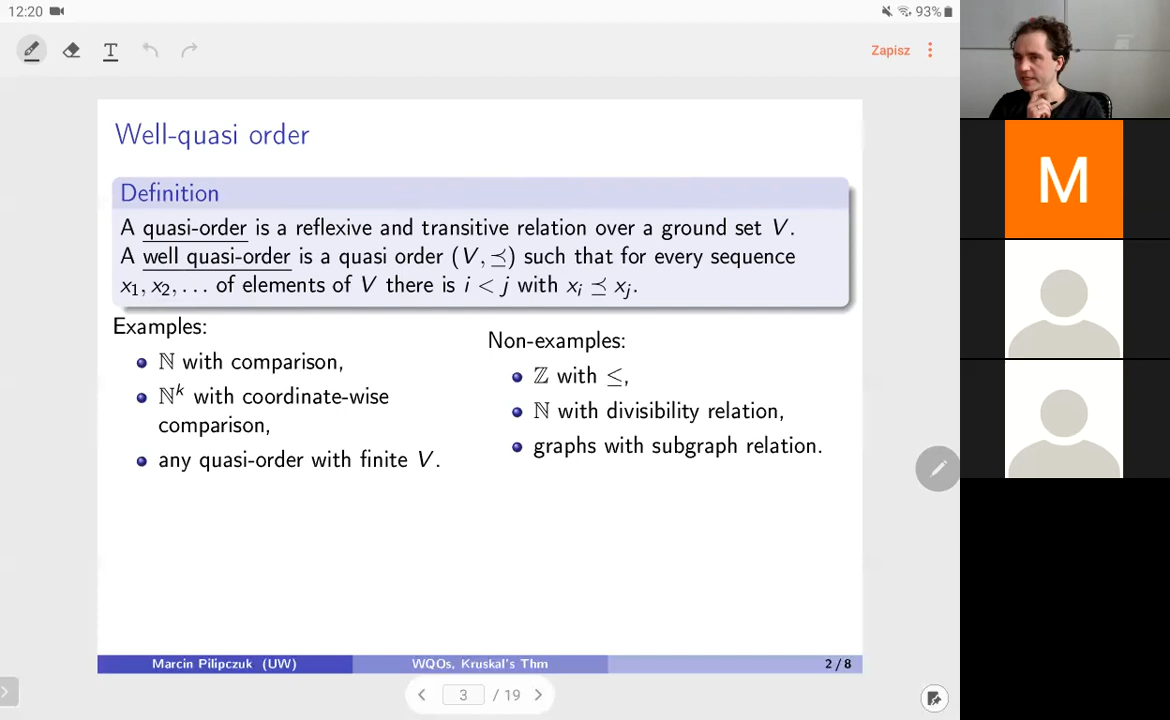 12:20
93%
T
Zapisz
Well-quasi order
Definition
A quasi-order is a reflexive and transitive relation over a ground set V.
A well quasi-order is a quasi order (V, ⪯) such that for every sequence
x₁, x₂, … of elements of V there is i < j with xᵢ ⪯ xⱼ.
Examples:
ℕ with comparison,
ℕᵏ with coordinate-wise
comparison,
any quasi-order with finite V.
Non-examples:
ℤ with ≤,
ℕ with divisibility relation,
graphs with subgraph relation.
Marcin Pilipczuk (UW)
WQOs, Kruskal's Thm
2 / 8
3 / 19
M